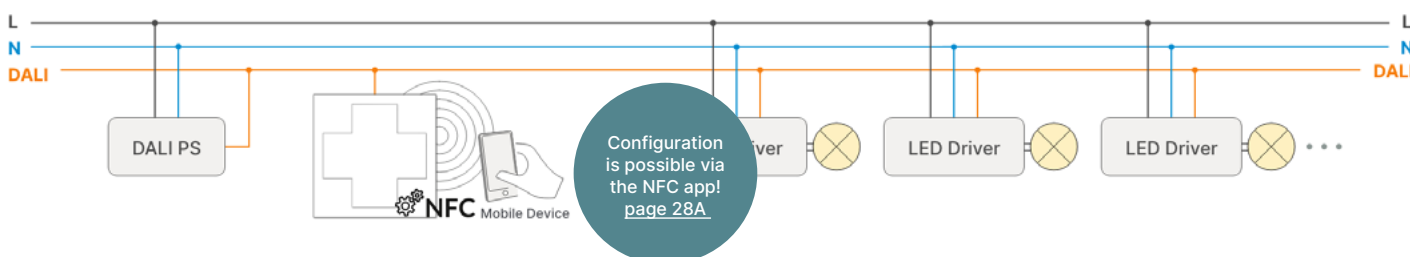 L
L
N
N
DALI
DALI
DALI PS
NFC Mobile Device
Configuration
is possible via
the NFC app!
page 28A
iver
LED Driver
LED Driver